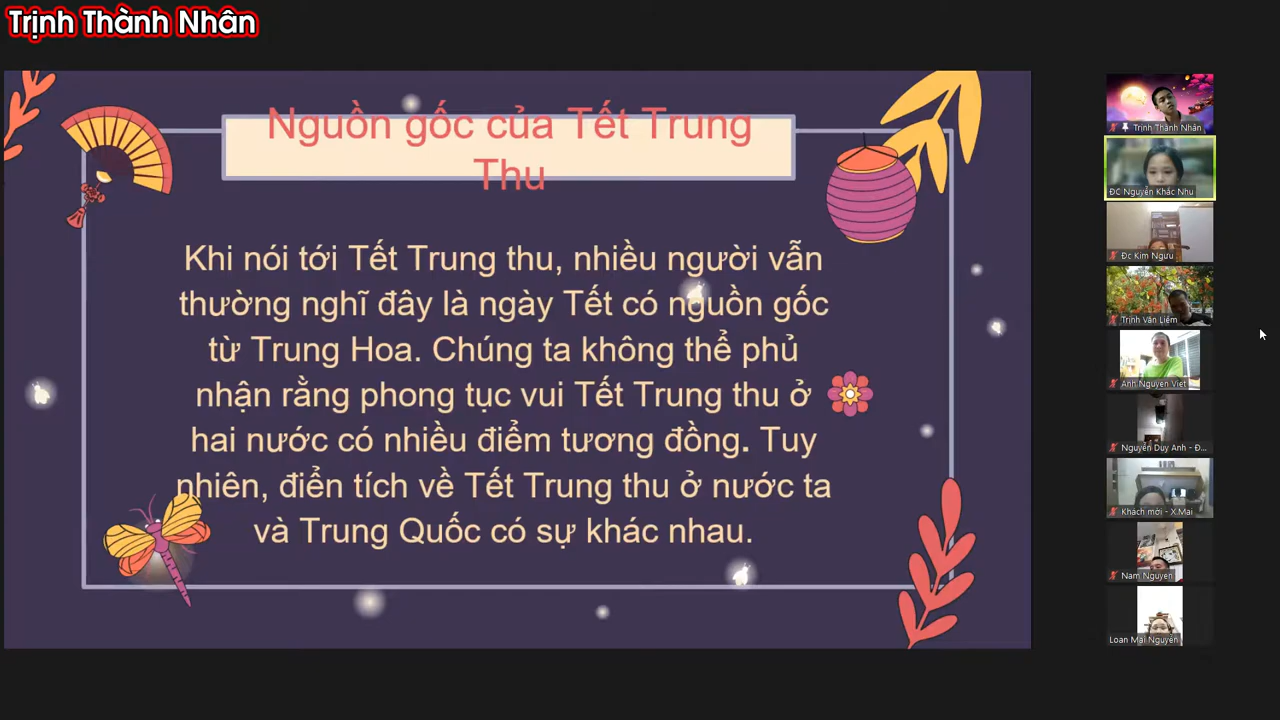 Trịnh Thành Nhân
Nguồn gốc của Tết Trung
Thu
Khi nói tới Tết Trung thu, nhiều người vẫn
thường nghĩ đây là ngày Tết có nguồn gốc
từ Trung Hoa. Chúng ta không thể phủ
nhận rằng phong tục vui Tết Trung thu ở
hai nước có nhiều điểm tương đồng. Tuy
nhiên, điển tích về Tết Trung thu ở nước ta
và Trung Quốc có sự khác nhau.
Trịnh Thành Nhân
ĐC Nguyễn Khắc Nhu
Đc Kim Ngưu
Trịnh Văn Liêm
Anh Nguyen Viet
Nguyễn Duy Anh - Đ...
Khách mời - X.Mai
Nam Nguyen
Loan Mai Nguyen